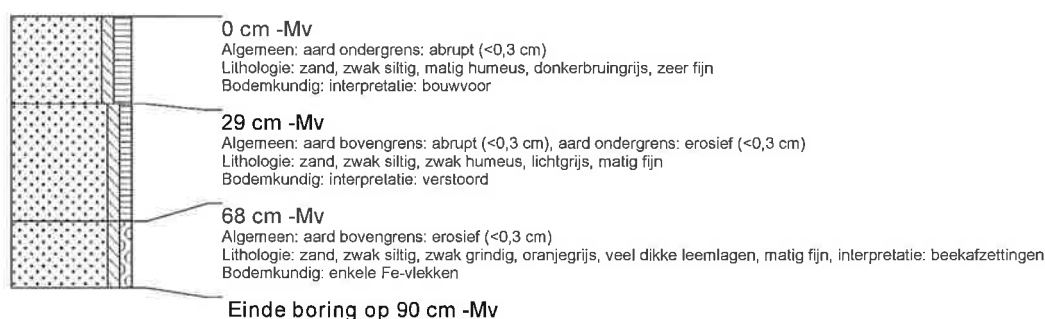 0 cm -Mv
Algemeen: aard ondergrens: abrupt (<0,3 cm)
Lithologie: zand, zwak siltig, matig humeus, donkerbruingrijs, zeer fijn
Bodemkundig: interpretatie: bouwvoor
29 cm -Mv
Algemeen: aard bovengrens: abrupt (<0,3 cm), aard ondergrens: erosief (<0,3 cm)
Lithologie: zand, zwak siltig, zwak humeus, lichtgrijs, matig fijn
Bodemkundig: interpretatie: verstoord
68 cm -Mv
Algemeen: aard bovengrens: erosief (<0,3 cm)
Lithologie: zand, zwak siltig, zwak grindig, oranjegrijs, veel dikke leemlagen, matig fijn, interpretatie: beekafzettingen
Bodemkundig: enkele Fe-vlekken
Einde boring op 90 cm -Mv